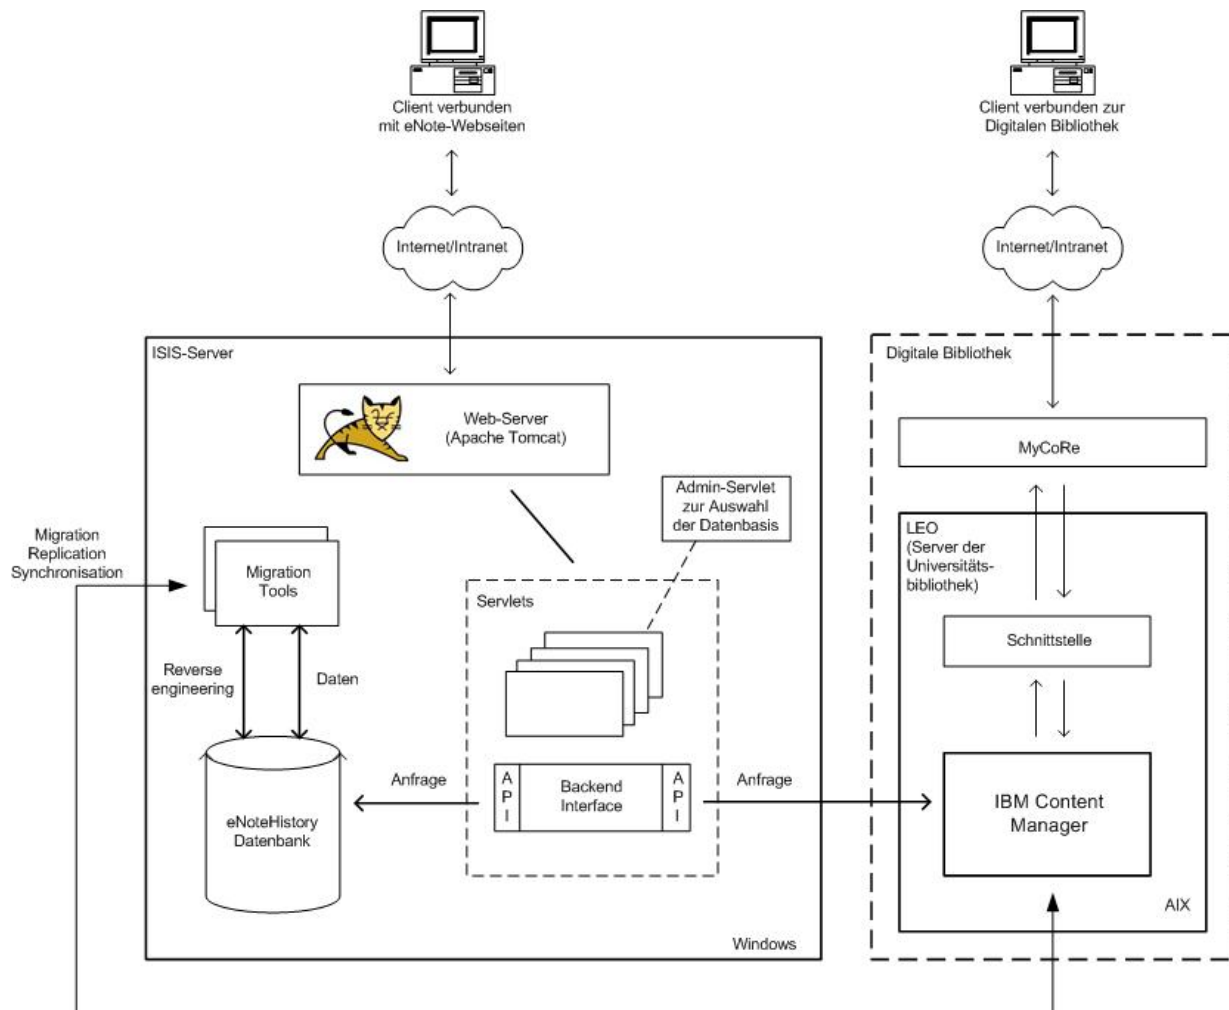 Client verbunden
mit eNote-Webseiten
Client verbunden zur
Digitalen Bibliothek
Internet/Intranet
Internet/Intranet
ISIS-Server
Web-Server
(Apache Tomcat)
Admin-Servlet
zur Auswahl
der Datenbasis
Migration
Replication
Synchronisation
Migration
Tools
Servlets
Reverse
engineering
Daten
eNoteHistory
Datenbank
Anfrage
API
Backend
Interface
API
Anfrage
Windows
Digitale Bibliothek
MyCoRe
LEO
(Server der
Universitäts-
bibliothek)
Schnittstelle
IBM Content
Manager
AIX